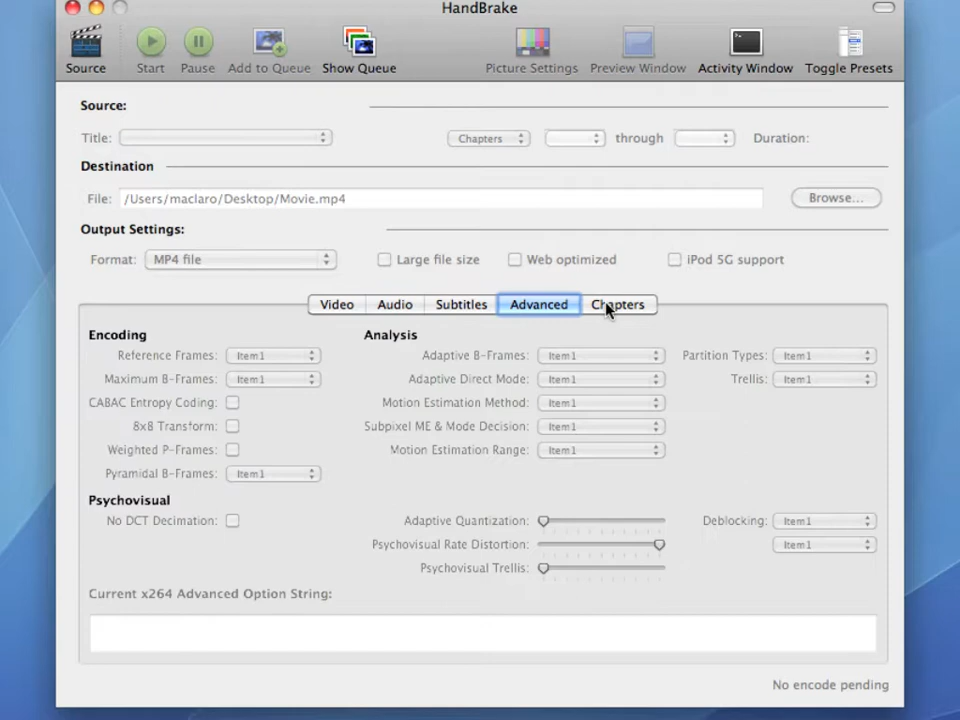 HandBrake
Source Start Pause Add to Queue Show Queue Picture Settings Preview Window Activity Window Toggle Presets
Source:
Title: Chapters through Duration:
Destination
File: /Users/maclaro/Desktop/Movie.mp4 Browse...
Output Settings:
Format: MP4 file Large file size Web optimized iPod 5G support
Video Audio Subtitles Advanced Chapters
Encoding Analysis
Reference Frames: Item1 Adaptive B-Frames: Item1 Partition Types: Item1
Maximum B-Frames: Item1 Adaptive Direct Mode: Item1 Trellis: Item1
CABAC Entropy Coding: Motion Estimation Method: Item1
8x8 Transform: Subpixel ME & Mode Decision: Item1
Weighted P-Frames: Motion Estimation Range: Item1
Pyramidal B-Frames: Item1
Psychovisual
No DCT Decimation: Adaptive Quantization: Deblocking: Item1
Psychovisual Rate Distortion: Item1
Psychovisual Trellis:
Current x264 Advanced Option String:
No encode pending